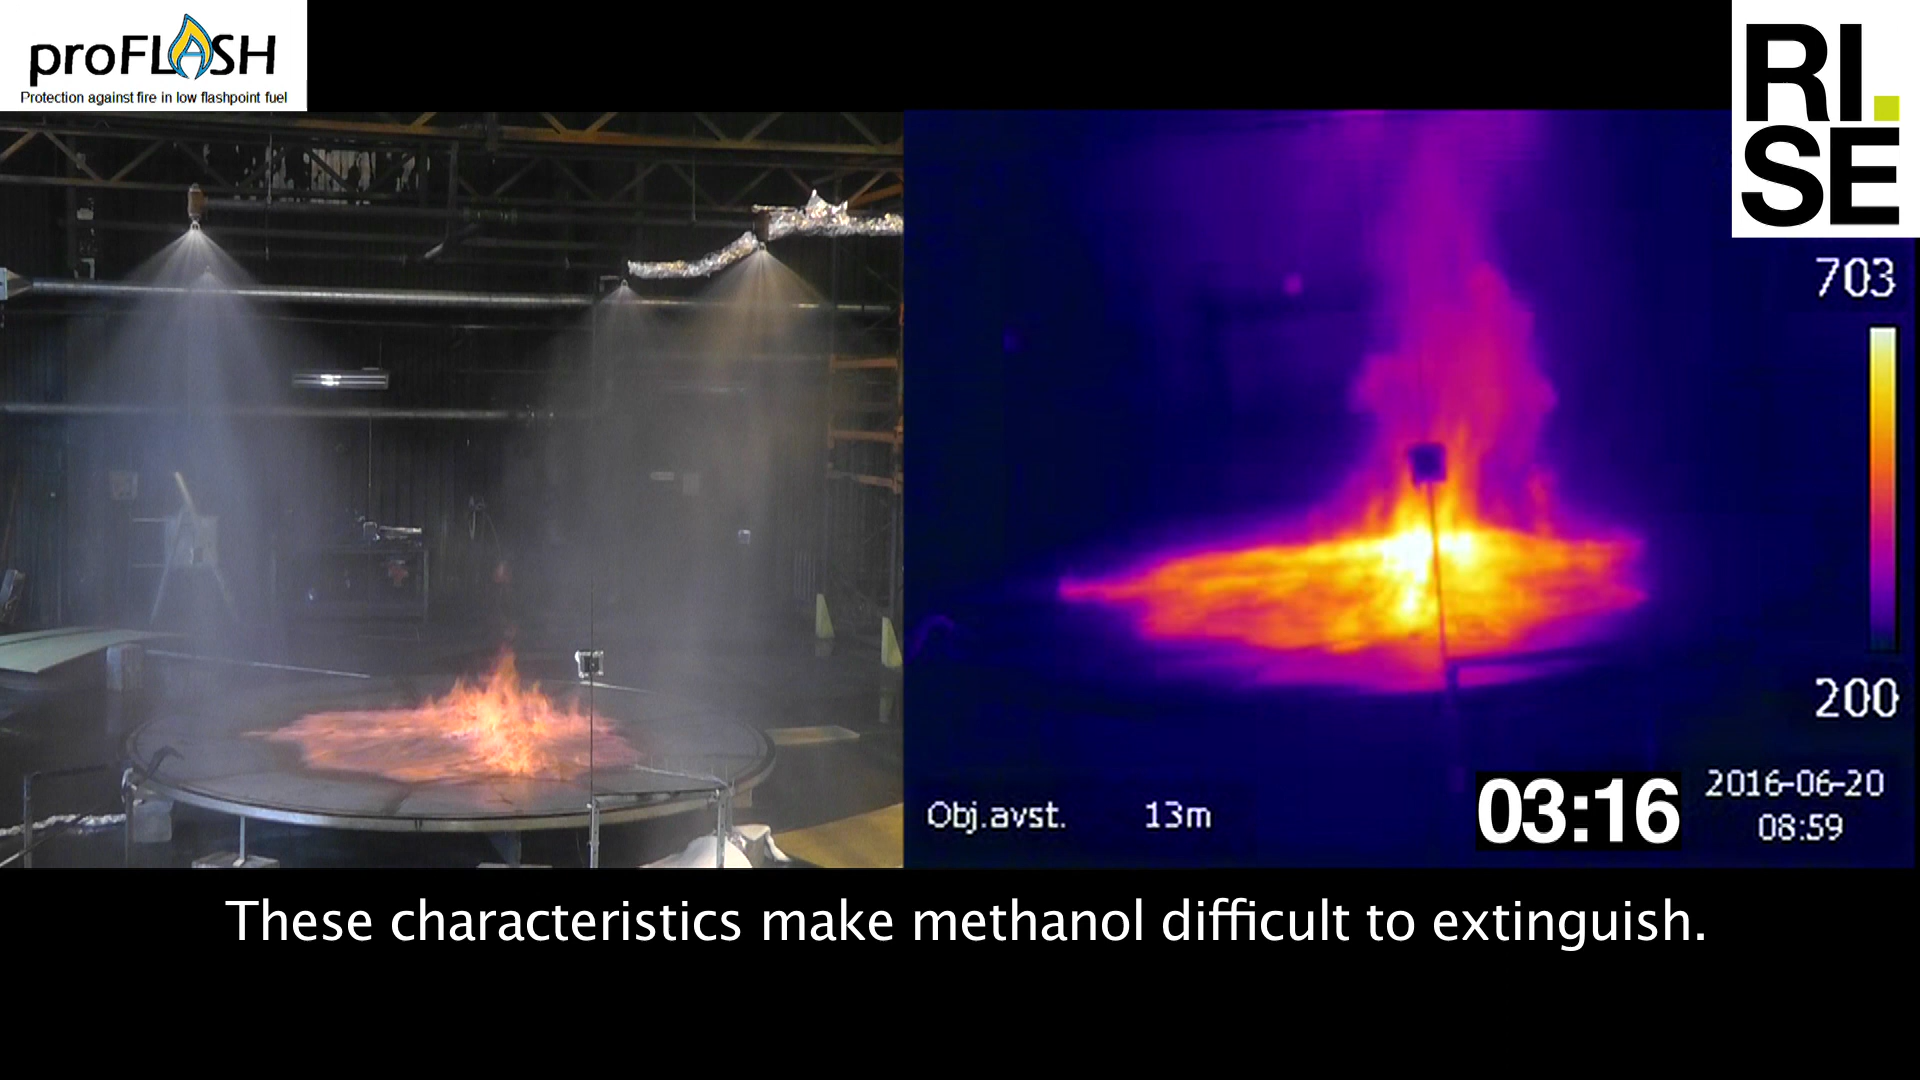 proFLASH
Protection against fire in low flashpoint fuel
RI.
SE
703
200
Obj.avst. 13m
03:16
2016-06-20
08:59
These characteristics make methanol difficult to extinguish.